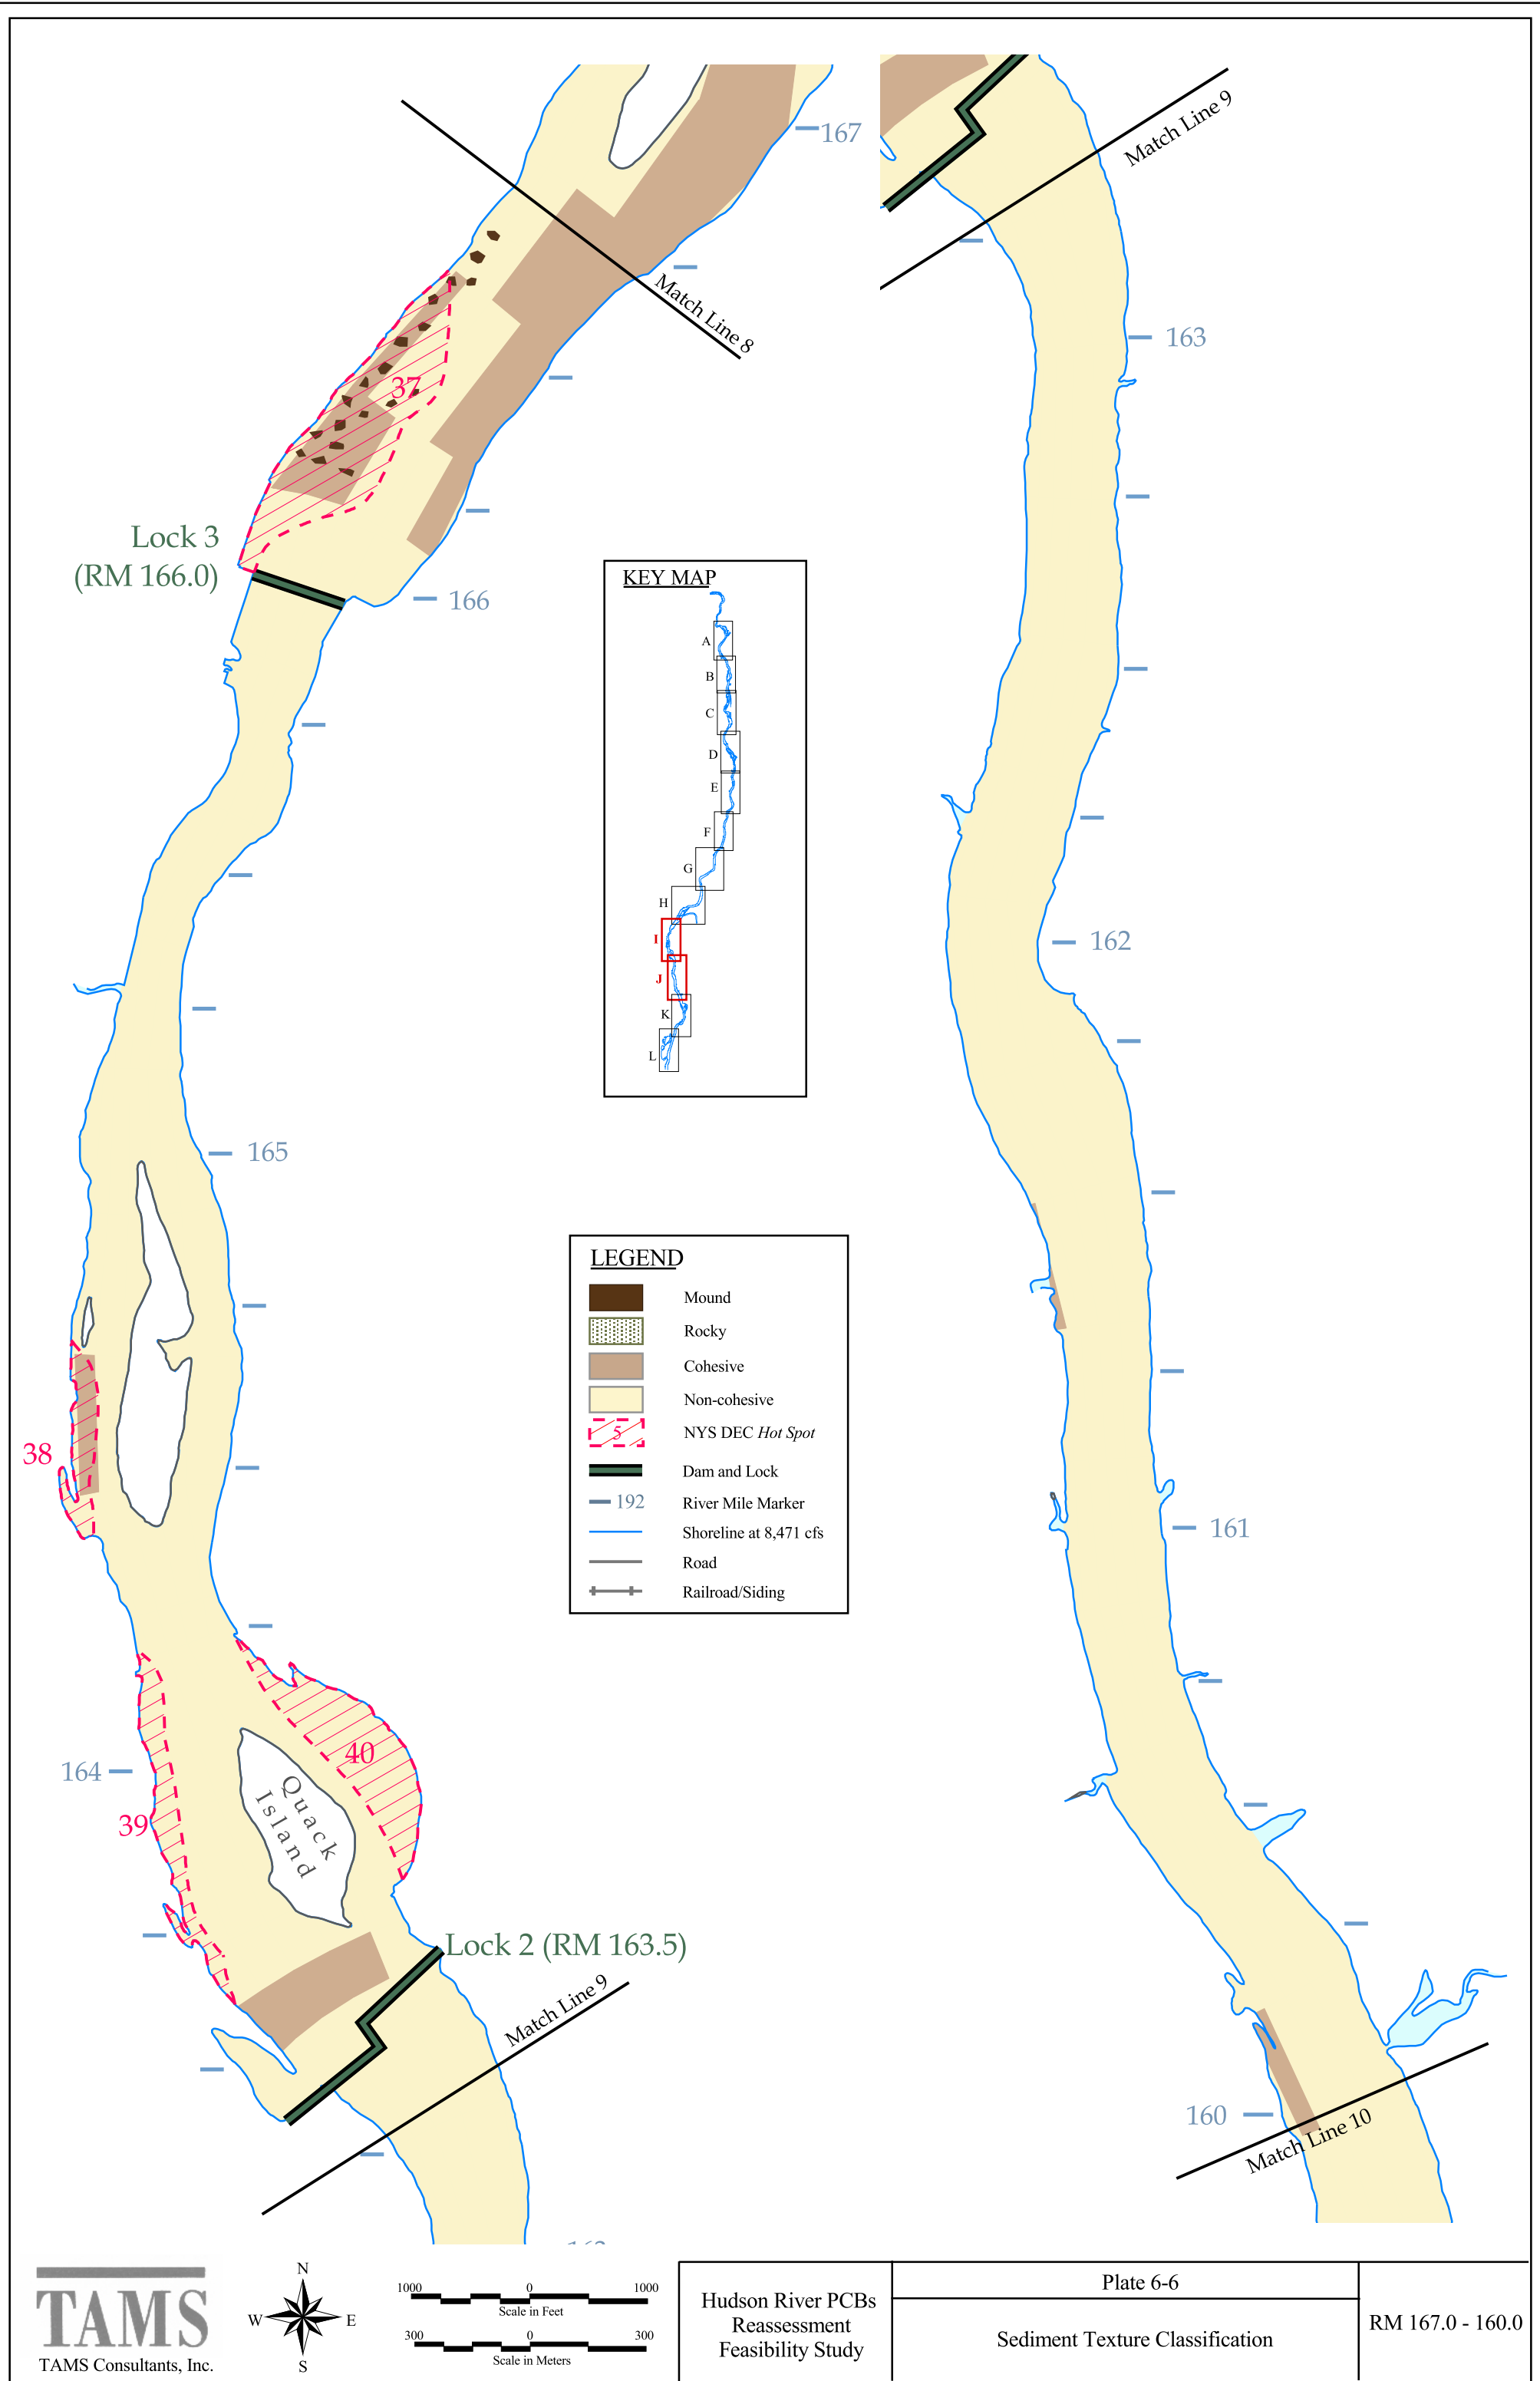 167
Match Line 8
37
Lock 3
(RM 166.0)
166
165
38
164
39
40
Quack
Island
Lock 2 (RM 163.5)
Match Line 9
KEY MAP
A
B
C
D
E
F
G
H
I
J
K
L
LEGEND
Mound
Rocky
Cohesive
Non-cohesive
5 NYS DEC Hot Spot
Dam and Lock
192 River Mile Marker
Shoreline at 8,471 cfs
Road
Railroad/Siding
Match Line 9
163
162
161
160
Match Line 10
TAMS
TAMS Consultants, Inc.
N
W E
S
1000 0 1000
Scale in Feet
300 0 300
Scale in Meters
Hudson River PCBs
Reassessment
Feasibility Study
Plate 6-6
Sediment Texture Classification
RM 167.0 - 160.0